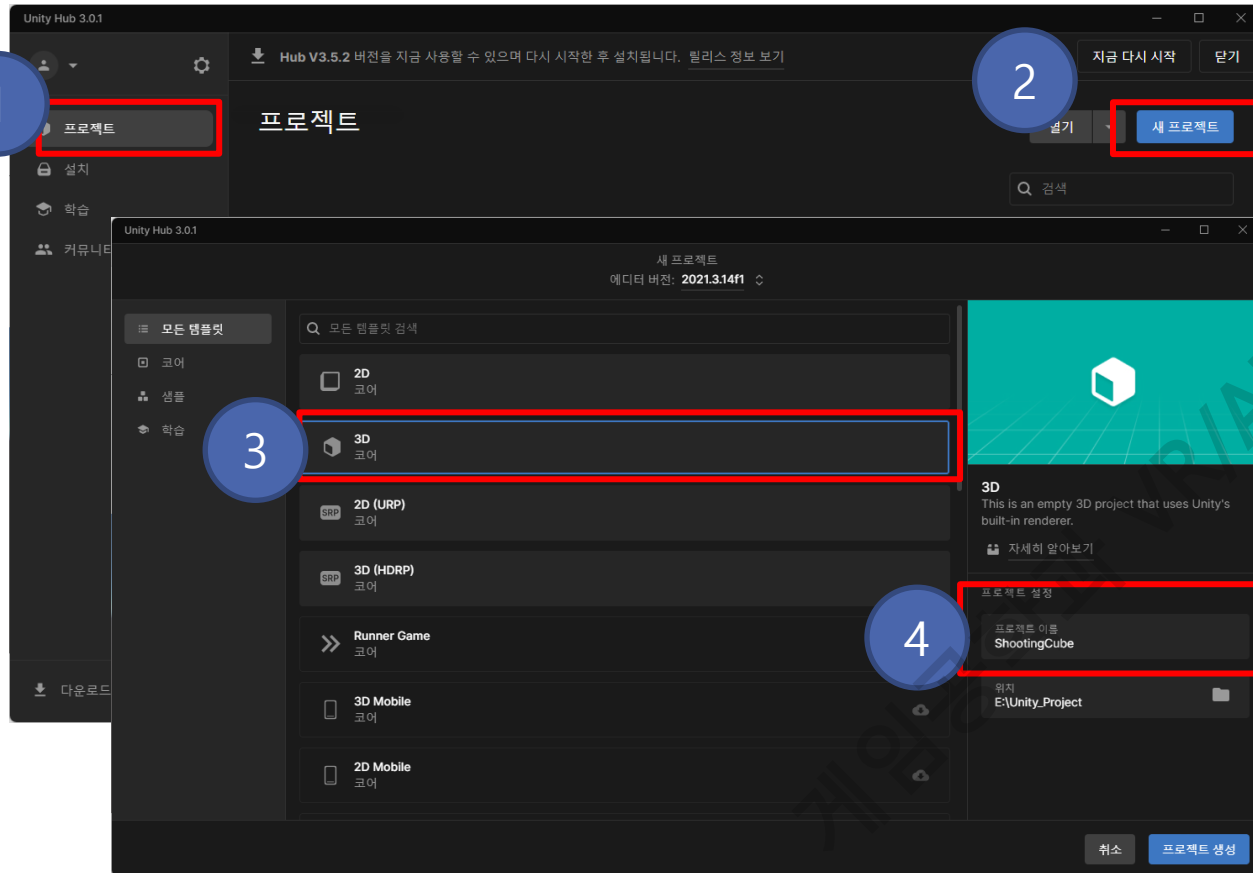 Unity Hub 3.0.1
Hub V3.5.2 버전을 지금 사용할 수 있으며 다시 시작한 후 설치됩니다. 릴리스 정보 보기
지금 다시 시작
닫기
1
2
프로젝트
프로젝트
열기
새 프로젝트
설치
검색
학습
커뮤니티
다운로드
Unity Hub 3.0.1
새 프로젝트
에디터 버전: 2021.3.14f1
모든 템플릿
코어
샘플
학습
모든 템플릿 검색
2D
코어
3
3D
코어
2D (URP)
코어
SRP
3D (HDRP)
코어
SRP
Runner Game
코어
3D Mobile
코어
2D Mobile
코어
3D
This is an empty 3D project that uses Unity's
built-in renderer.
자세히 알아보기
프로젝트 설정
4
프로젝트 이름
ShootingCube
위치
E:\Unity_Project
취소
프로젝트 생성